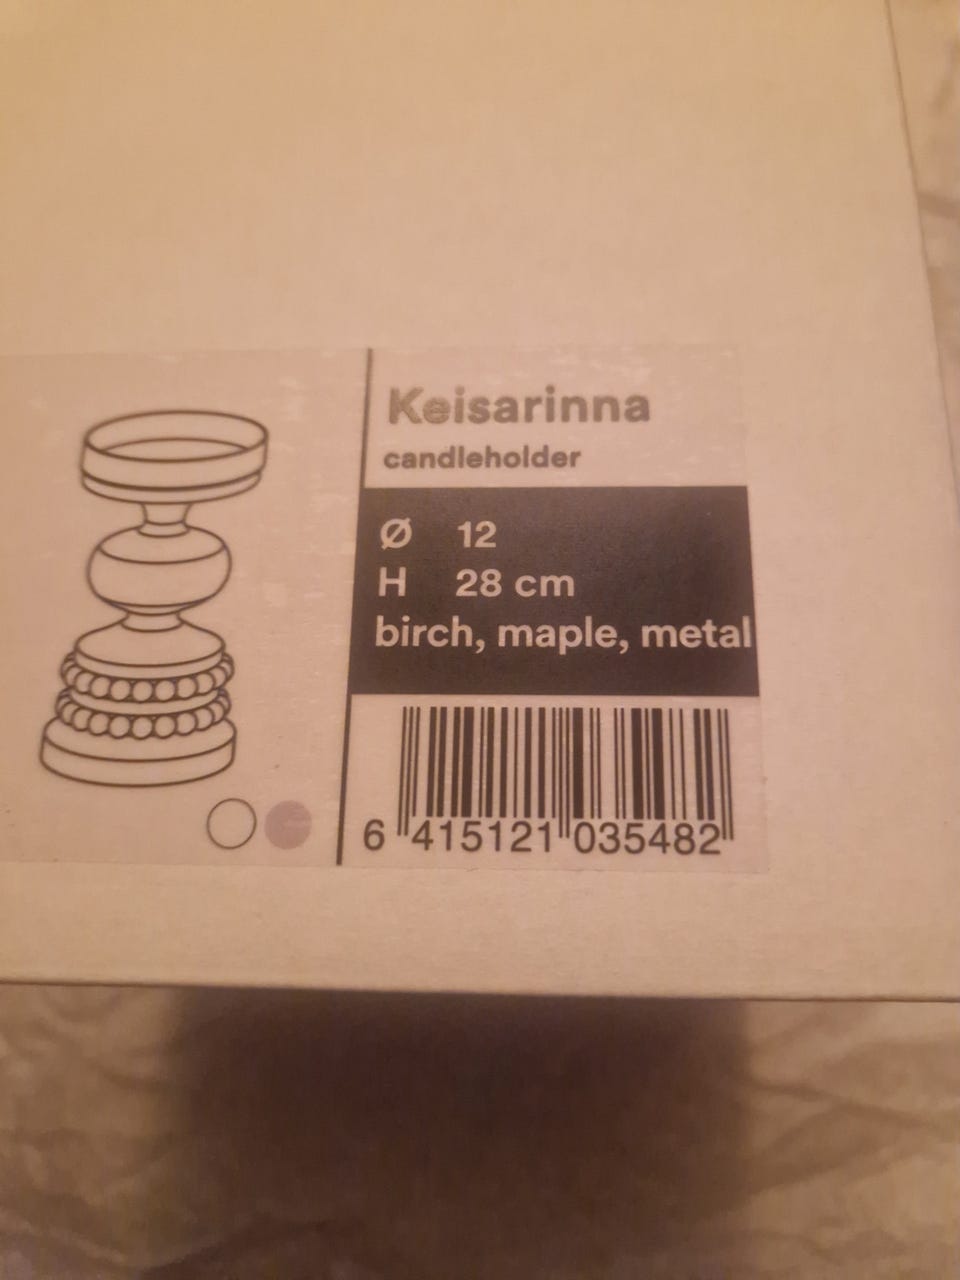 Keisarinna
candleholder
Ø 12
H 28 cm
birch, maple, metal
6 415121 035482